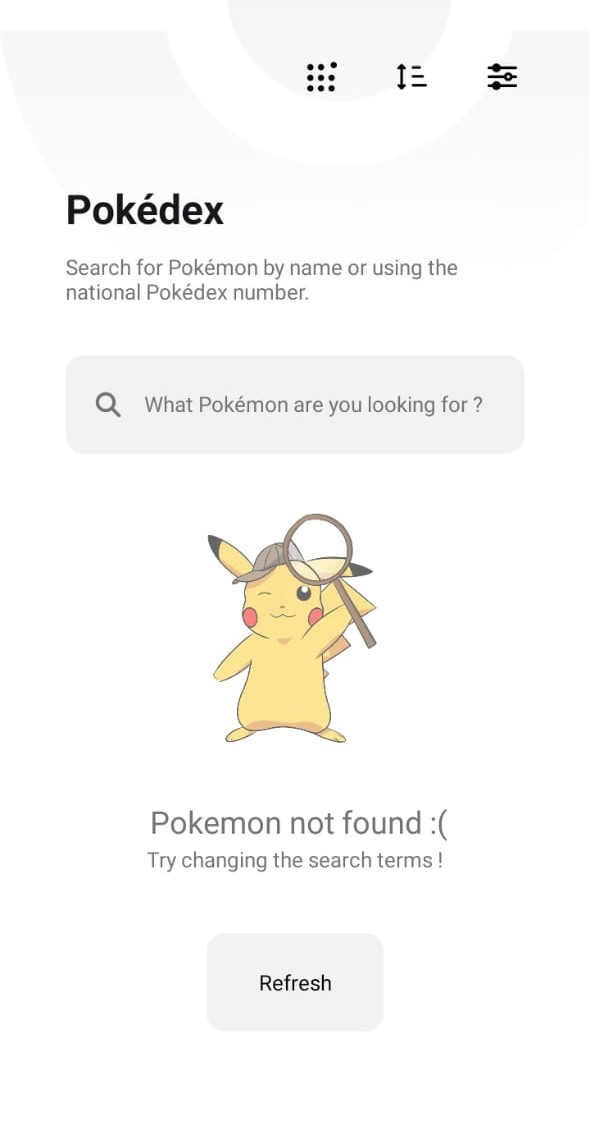 Pokédex
Search for Pokémon by name or using the
national Pokédex number.
What Pokémon are you looking for ?
Pokemon not found :(
Try changing the search terms !
Refresh